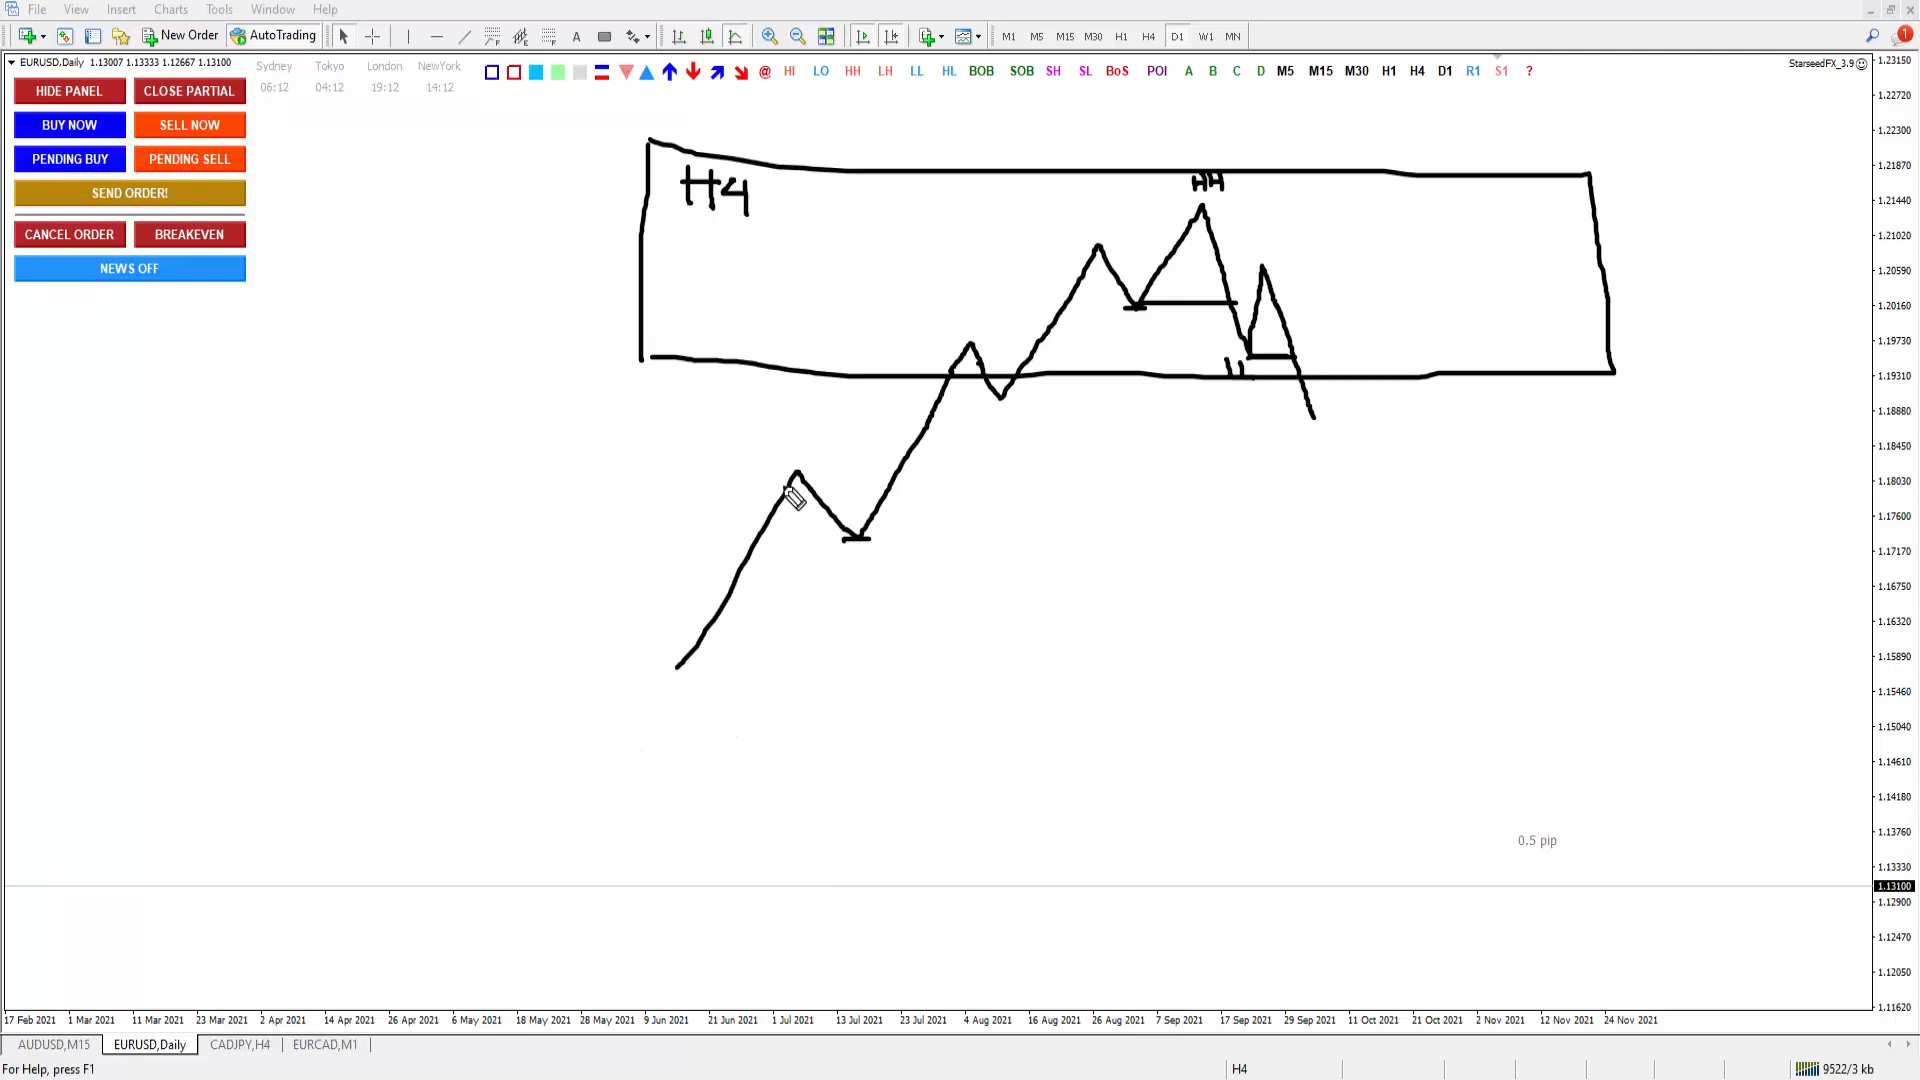 File View Insert Charts Tools Window Help
New Order AutoTrading M1 M5 M15 M30 H1 H4 D1 W1 MN 1
EURUSD,Daily 1.13007 1.13333 1.12667 1.13100
Sydney Tokyo London NewYork
06:12 04:12 19:12 14:12
@ HI LO HH LH LL HL BOB SOB SH SL BoS POI A B C D M5 M15 M30 H1 H4 D1 R1 S1 ?
StarseedFX_3.9
HIDE PANEL CLOSE PARTIAL
BUY NOW SELL NOW
PENDING BUY PENDING SELL
SEND ORDER!
CANCEL ORDER BREAKEVEN
NEWS OFF
H4
HH
0.5 pip
1.23150
1.22720
1.22300
1.21870
1.21440
1.21020
1.20590
1.20160
1.19730
1.19310
1.18880
1.18450
1.18030
1.17600
1.17170
1.16750
1.16320
1.15890
1.15460
1.15040
1.14610
1.14180
1.13760
1.13330
1.13100
1.12900
1.12470
1.12050
1.11620
17 Feb 2021 1 Mar 2021 11 Mar 2021 23 Mar 2021 2 Apr 2021 14 Apr 2021 26 Apr 2021 6 May 2021 18 May 2021 28 May 2021 9 Jun 2021 21 Jun 2021 1 Jul 2021 13 Jul 2021 23 Jul 2021 4 Aug 2021 16 Aug 2021 26 Aug 2021 7 Sep 2021 17 Sep 2021 29 Sep 2021 11 Oct 2021 21 Oct 2021 2 Nov 2021 12 Nov 2021 24 Nov 2021
AUDUSD,M15 EURUSD,Daily CADJPY,H4 EURCAD,M1
For Help, press F1 H4 9522/3 kb